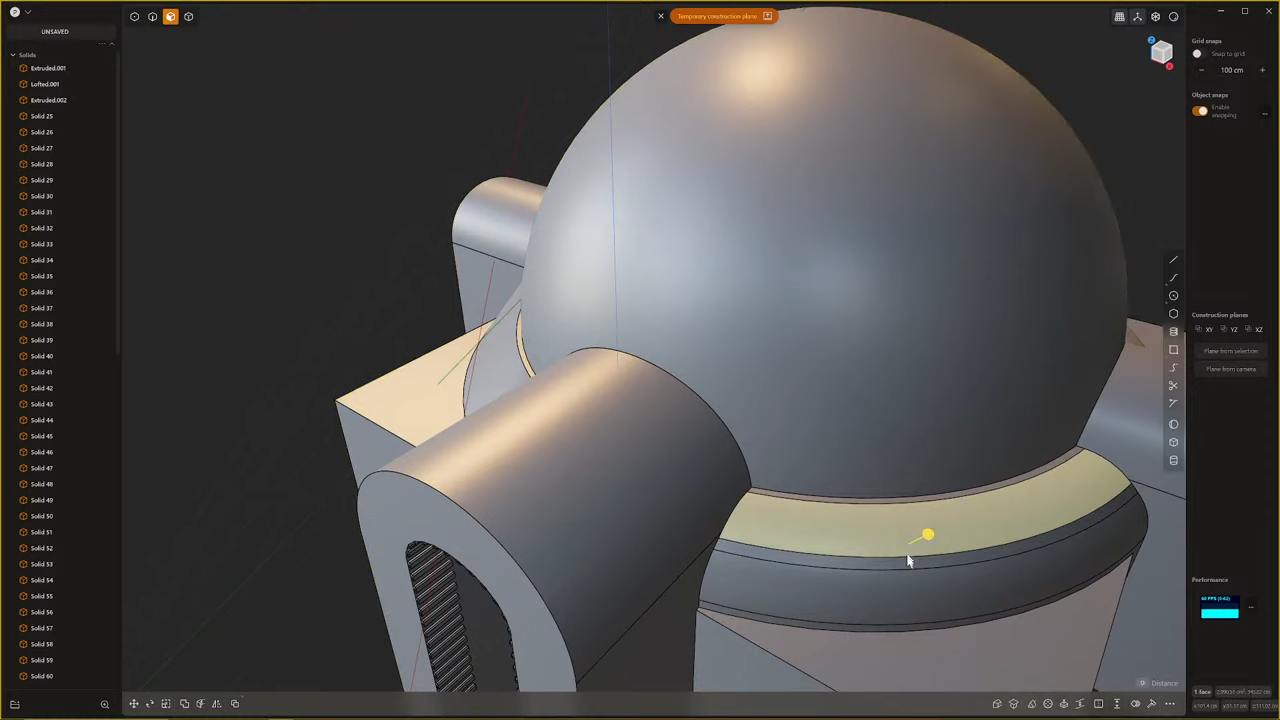 P
Temporary construction plane
UNSAVED
Solids
Extruded.001
Lofted.001
Extruded.002
Solid 25
Solid 26
Solid 27
Solid 28
Solid 29
Solid 30
Solid 31
Solid 32
Solid 33
Solid 34
Solid 35
Solid 36
Solid 37
Solid 38
Solid 39
Solid 40
Solid 41
Solid 42
Solid 43
Solid 44
Solid 45
Solid 46
Solid 47
Solid 48
Solid 49
Solid 50
Solid 51
Solid 52
Solid 53
Solid 54
Solid 55
Solid 56
Solid 57
Solid 58
Solid 59
Solid 60
Z
X
D Distance
Grid snaps
Snap to grid
− 100 cm +
Object snaps
Enable
snapping
Construction planes
XY YZ XZ
Plane from selection
Plane from camera
Performance
1 face